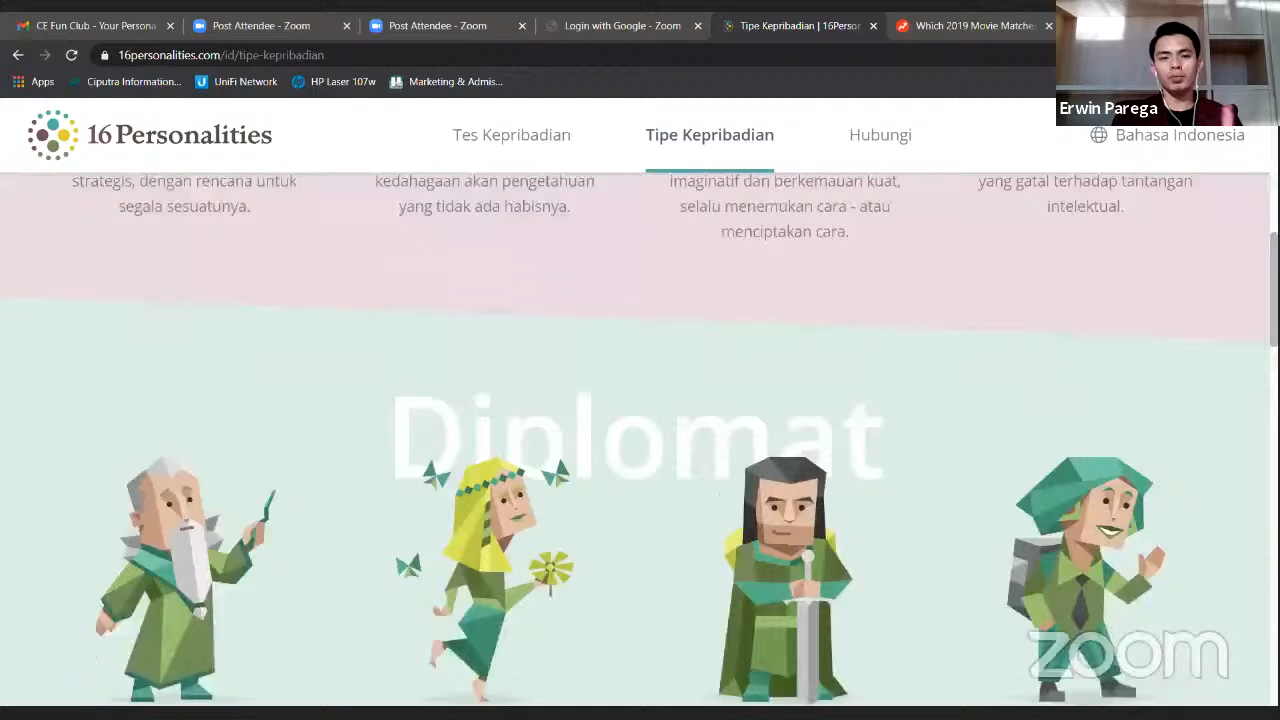 CE Fun Club - Your Persona
Post Attendee - Zoom
Post Attendee - Zoom
Login with Google - Zoom
Tipe Kepribadian | 16Person
Which 2019 Movie Matche
16personalities.com/id/tipe-kepribadian
Apps
Ciputra Information...
UniFi Network
HP Laser 107w
Marketing & Admis...
Erwin Parega
16Personalities
Tes Kepribadian
Tipe Kepribadian
Hubungi
Bahasa Indonesia
strategis, dengan rencana untuk
segala sesuatunya.
kedahagaan akan pengetahuan
yang tidak ada habisnya.
imaginatif dan berkemauan kuat,
selalu menemukan cara - atau
menciptakan cara.
yang gatal terhadap tantangan
intelektual.
Diplomat
zoom